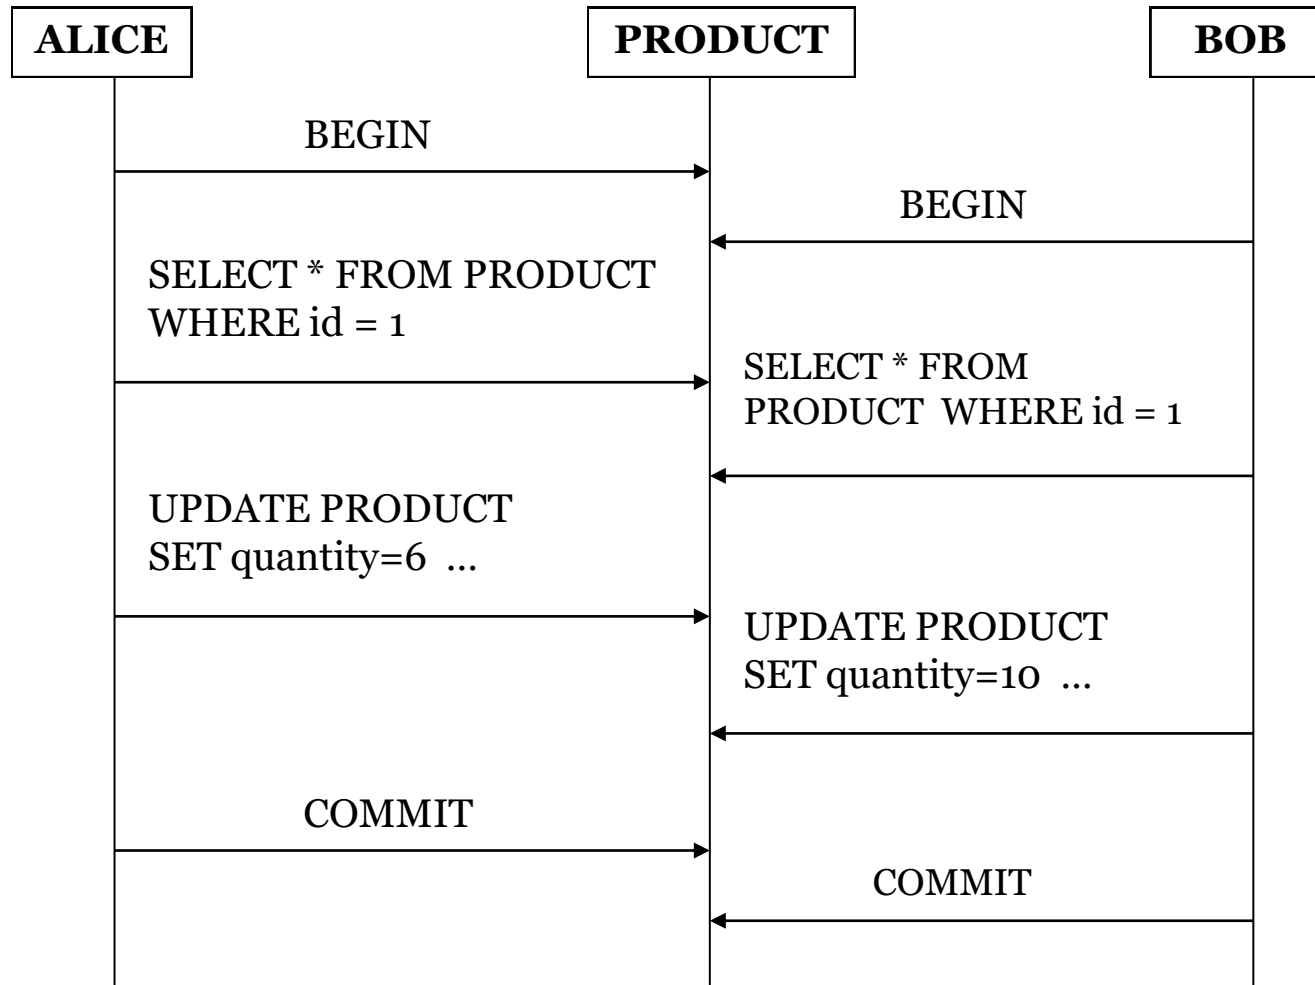 ALICE
PRODUCT
BOB
BEGIN
BEGIN
SELECT * FROM PRODUCT
WHERE id = 1
SELECT * FROM
PRODUCT WHERE id = 1
UPDATE PRODUCT
SET quantity=6 ...
UPDATE PRODUCT
SET quantity=10 ...
COMMIT
COMMIT